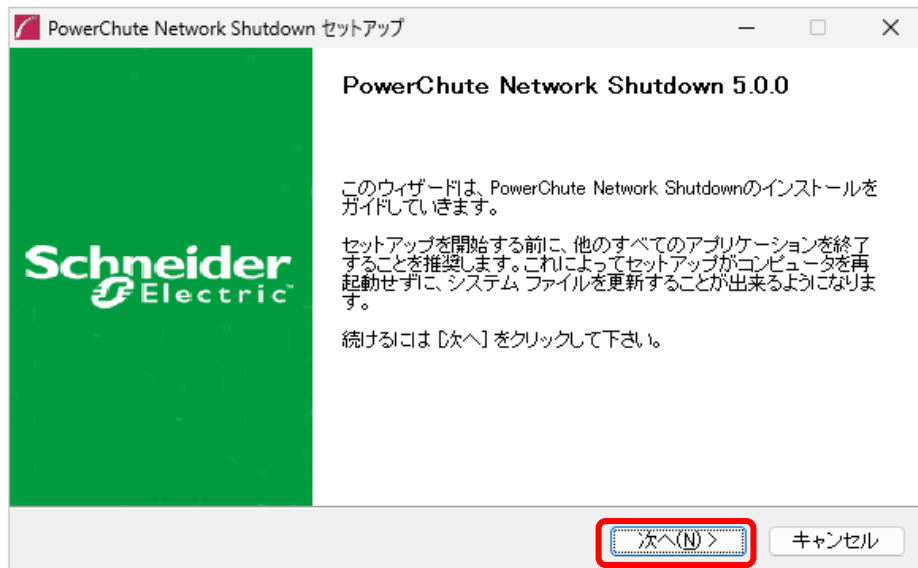 PowerChute Network Shutdown セットアップ
PowerChute Network Shutdown 5.0.0
このウィザードは、PowerChute Network Shutdownのインストールを
ガイドしていきます。
セットアップを開始する前に、他のすべてのアプリケーションを終了
することを推奨します。これによってセットアップがコンピュータを再
起動せずに、システム ファイルを更新することが出来るようになりま
す。
続けるには [次へ] をクリックして下さい。
Schneider
Electric™
次へ(N) >
キャンセル